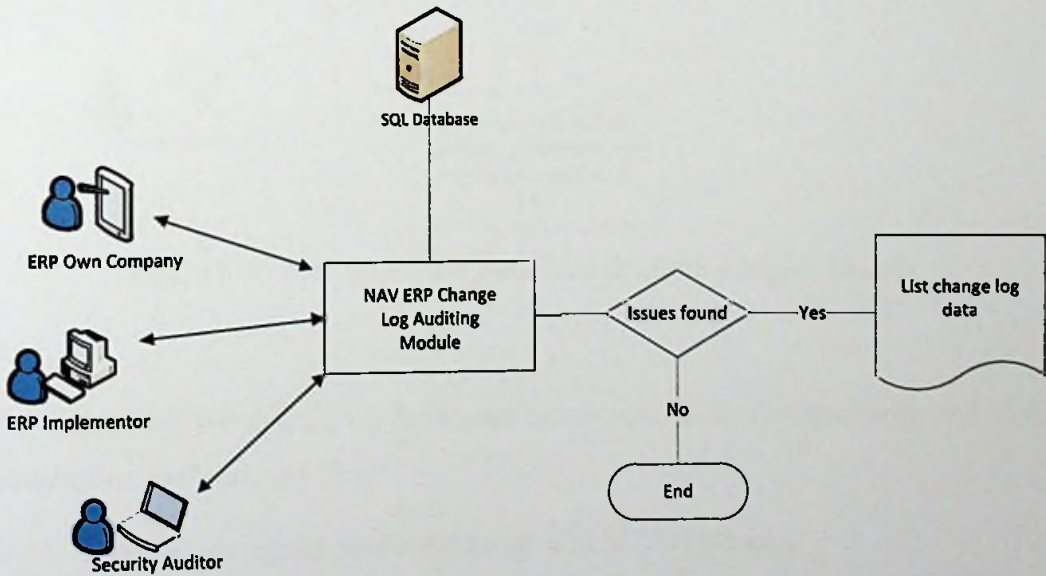 SQL Database
ERP Own Company
NAV ERP Change
Log Auditing
Module
Issues found
Yes
List change log
data
ERP Implementor
No
End
Security Auditor